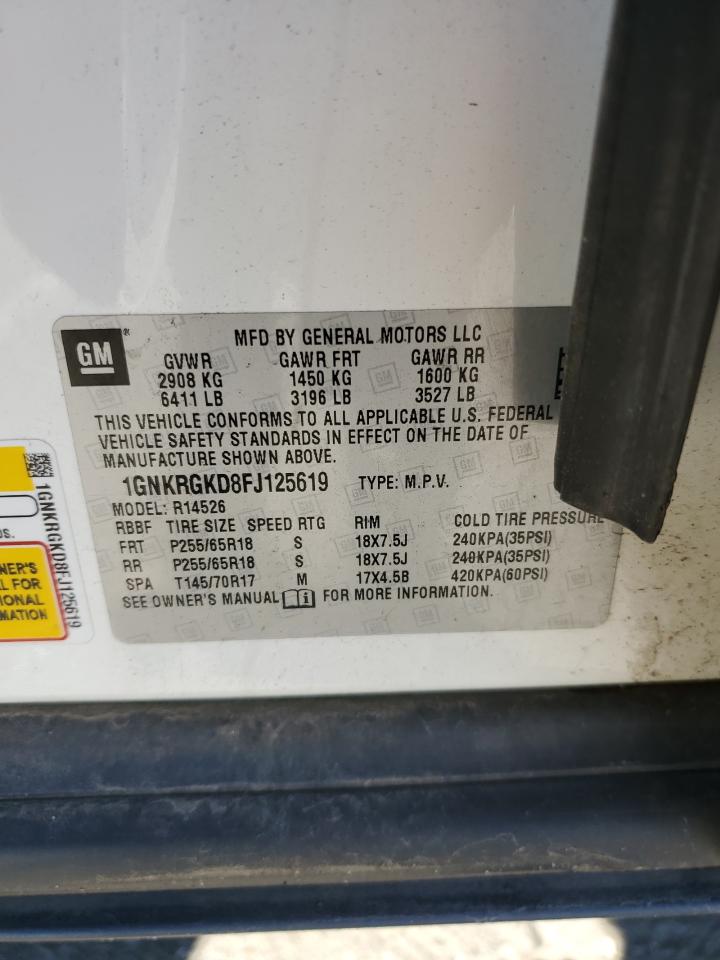 GM
MFD BY GENERAL MOTORS LLC
GVWR GAWR FRT GAWR RR
2908 KG 1450 KG 1600 KG
6411 LB 3196 LB 3527 LB
THIS VEHICLE CONFORMS TO ALL APPLICABLE U.S. FEDERAL
VEHICLE SAFETY STANDARDS IN EFFECT ON THE DATE OF
MANUFACTURE SHOWN ABOVE.
1GNKRGKD8FJ125619 TYPE: M.P.V.
MODEL: R14526
RBBF TIRE SIZE SPEED RTG RIM COLD TIRE PRESSURE
FRT P255/65R18 S 18X7.5J 240KPA(35PSI)
RR P255/65R18 S 18X7.5J 240KPA(35PSI)
SPA T145/70R17 M 17X4.5B 420KPA(60PSI)
SEE OWNER'S MANUAL FOR MORE INFORMATION.
1GNKRGKD8FJ125619